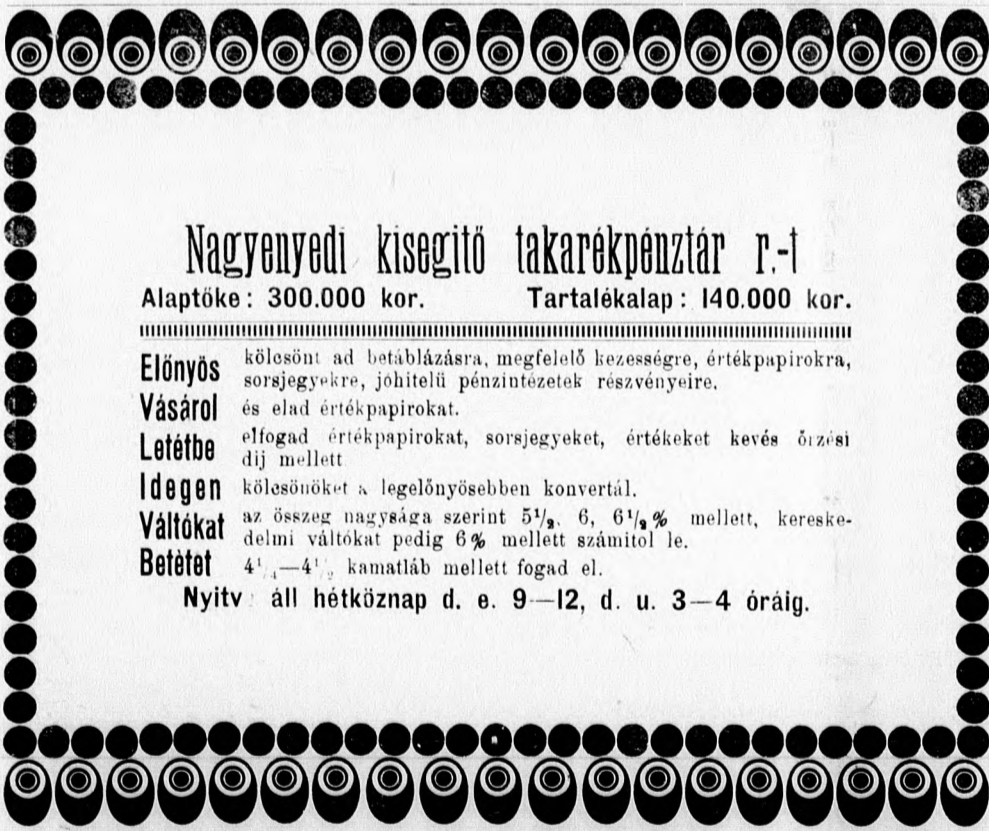 Nagyenyedi kisegitő takarékpénztár r.-t
Alaptőke: 300.000 kor. Tartalékalap: 140.000 kor.
Előnyös kölcsönt ad betáblázásra, megfelelő kezességre, értékpapirokra,
sorsjegyekre, jóhitelü pénzintézetek részvényeire.
Vásárol és elad értékpapirokat.
Letétbe elfogad értékpapirokat, sorsjegyeket, értékeket kevés őrzési
dij mellett
Idegen kölcsönöket a legelőnyösebben konvertál.
Váltókat az összeg nagysága szerint 5½. 6, 6½% mellett, kereske-
delmi váltókat pedig 6% mellett számitol le.
Betétet 4¼—4½ kamatláb mellett fogad el.
Nyitv áll hétköznap d. e. 9—12, d. u. 3—4 óráig.